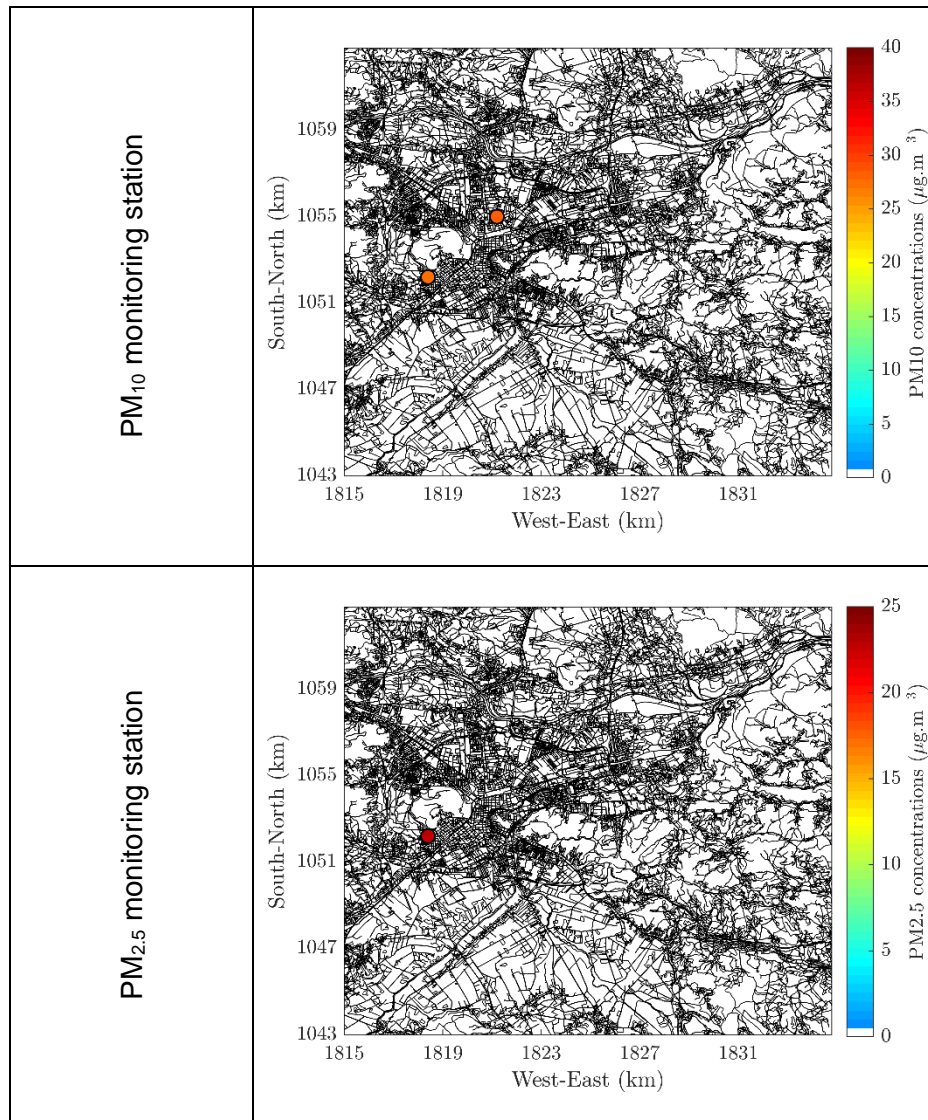 PM10 monitoring station
South-North (km)
1059
1055
1051
1047
1043
1815 1819 1823 1827 1831
West-East (km)
40
35
30
25
20
15
10
5
0
PM10 concentrations (μg.m 3)
PM2.5 monitoring station
South-North (km)
1059
1055
1051
1047
1043
1815 1819 1823 1827 1831
West-East (km)
25
20
15
10
5
0
PM2.5 concentrations (μg.m 3)